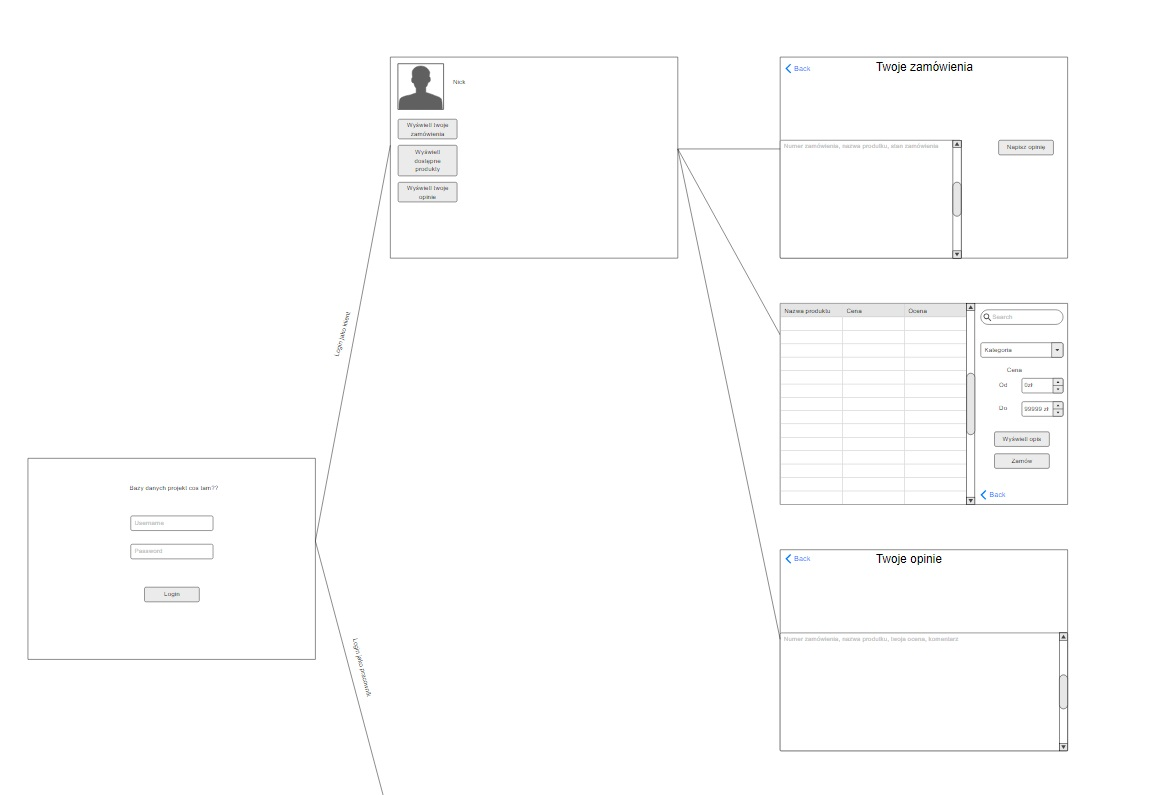 Nick
Wyświetl twoje
zamówienia
Wyświetl
dostępne
produkty
Wyświetl twoje
opinie
Back
Twoje zamówienia
Numer zamówienia, nazwa produktu, stan zamówienia
Napisz opinię
Login jako klient
Nazwa produktu
Cena
Ocena
Search
Kategoria
Cena
Od
0zł
Do
99999 zł
Wyświetl opis
Zamów
Back
Bazy danych projekt cos tam??
Username
Password
Login
Login jako pracownik
Back
Twoje opinie
Numer zamówienia, nazwa produktu, twoja ocena, komentarz